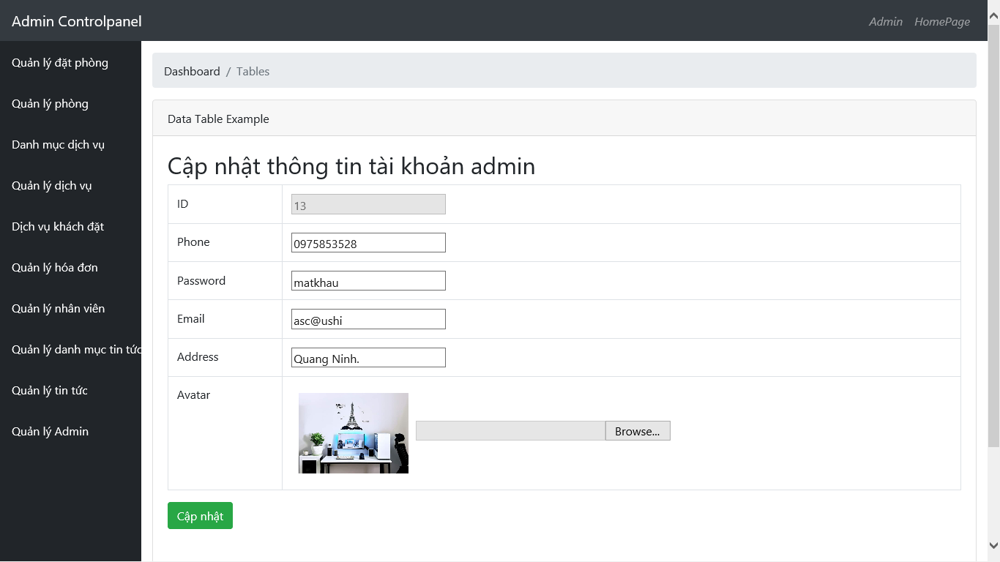 Admin Controlpanel
Admin HomePage
Quản lý đặt phòng
Quản lý phòng
Danh mục dịch vụ
Quản lý dịch vụ
Dịch vụ khách đặt
Quản lý hóa đơn
Quản lý nhân viên
Quản lý danh mục tin tức
Quản lý tin tức
Quản lý Admin
Dashboard / Tables
Data Table Example
Cập nhật thông tin tài khoản admin
ID 13
Phone 0975853528
Password matkhau
Email asc@ushi
Address Quang Ninh.
Avatar
Browse...
Cập nhật